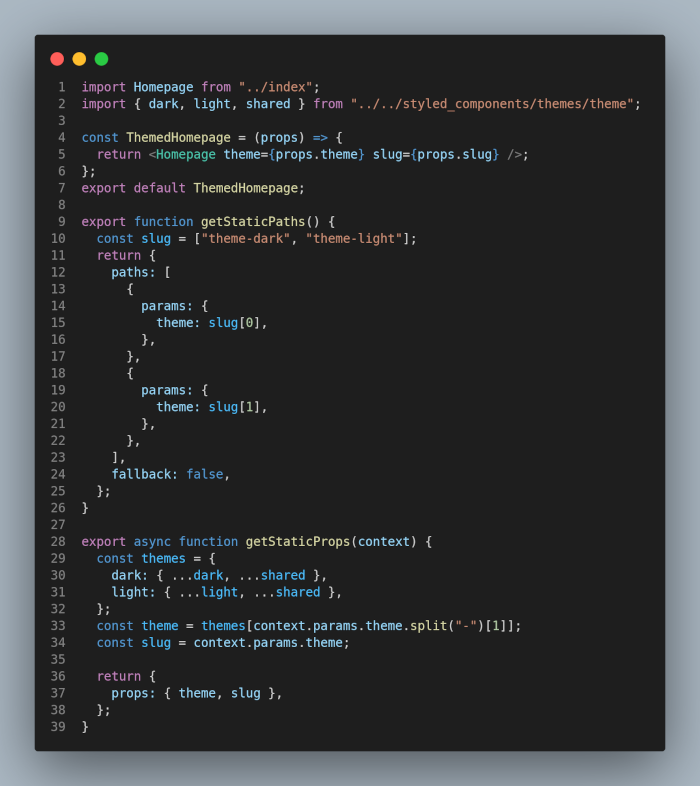 1 import Homepage from "../index";
2 import { dark, light, shared } from "../../styled_components/themes/theme";
3
4 const ThemedHomepage = (props) => {
5   return <Homepage theme={props.theme} slug={props.slug} />;
6 };
7 export default ThemedHomepage;
8
9 export function getStaticPaths() {
10   const slug = ["theme-dark", "theme-light"];
11   return {
12     paths: [
13       {
14         params: {
15           theme: slug[0],
16         },
17       },
18       {
19         params: {
20           theme: slug[1],
21         },
22       },
23     ],
24     fallback: false,
25   };
26 }
27
28 export async function getStaticProps(context) {
29   const themes = {
30     dark: { ...dark, ...shared },
31     light: { ...light, ...shared },
32   };
33   const theme = themes[context.params.theme.split("-")[1]];
34   const slug = context.params.theme;
35
36   return {
37     props: { theme, slug },
38   };
39 }